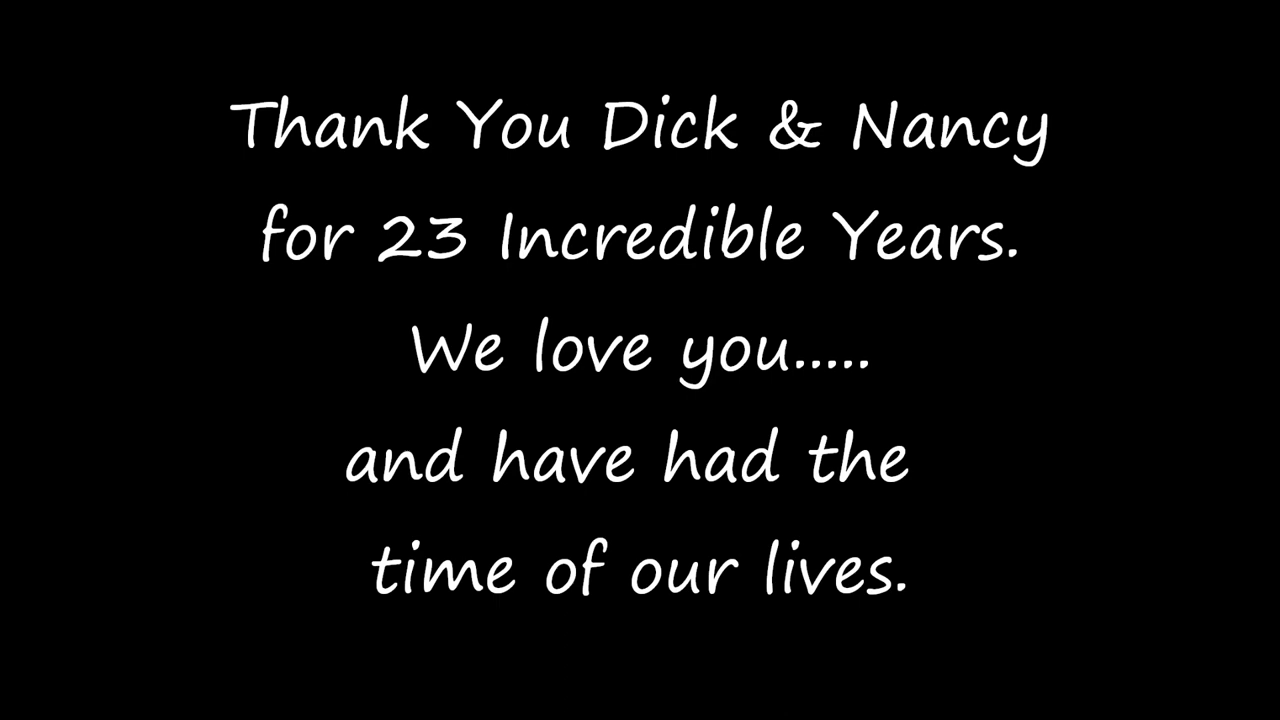 Thank You Dick & Nancy
for 23 Incredible Years.
We love you.....
and have had the
time of our lives.